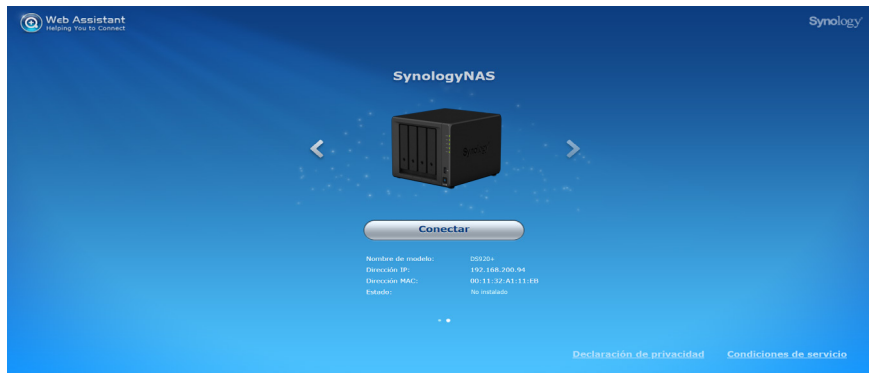 Web Assistant
Helping You to Connect
Synology
SynologyNAS
Synology
Conectar
Nombre de modelo: DS920+
Dirección IP: 192.168.200.94
Dirección MAC: 00:11:32:A1:11:EB
Estado: No instalado
Declaración de privacidad Condiciones de servicio